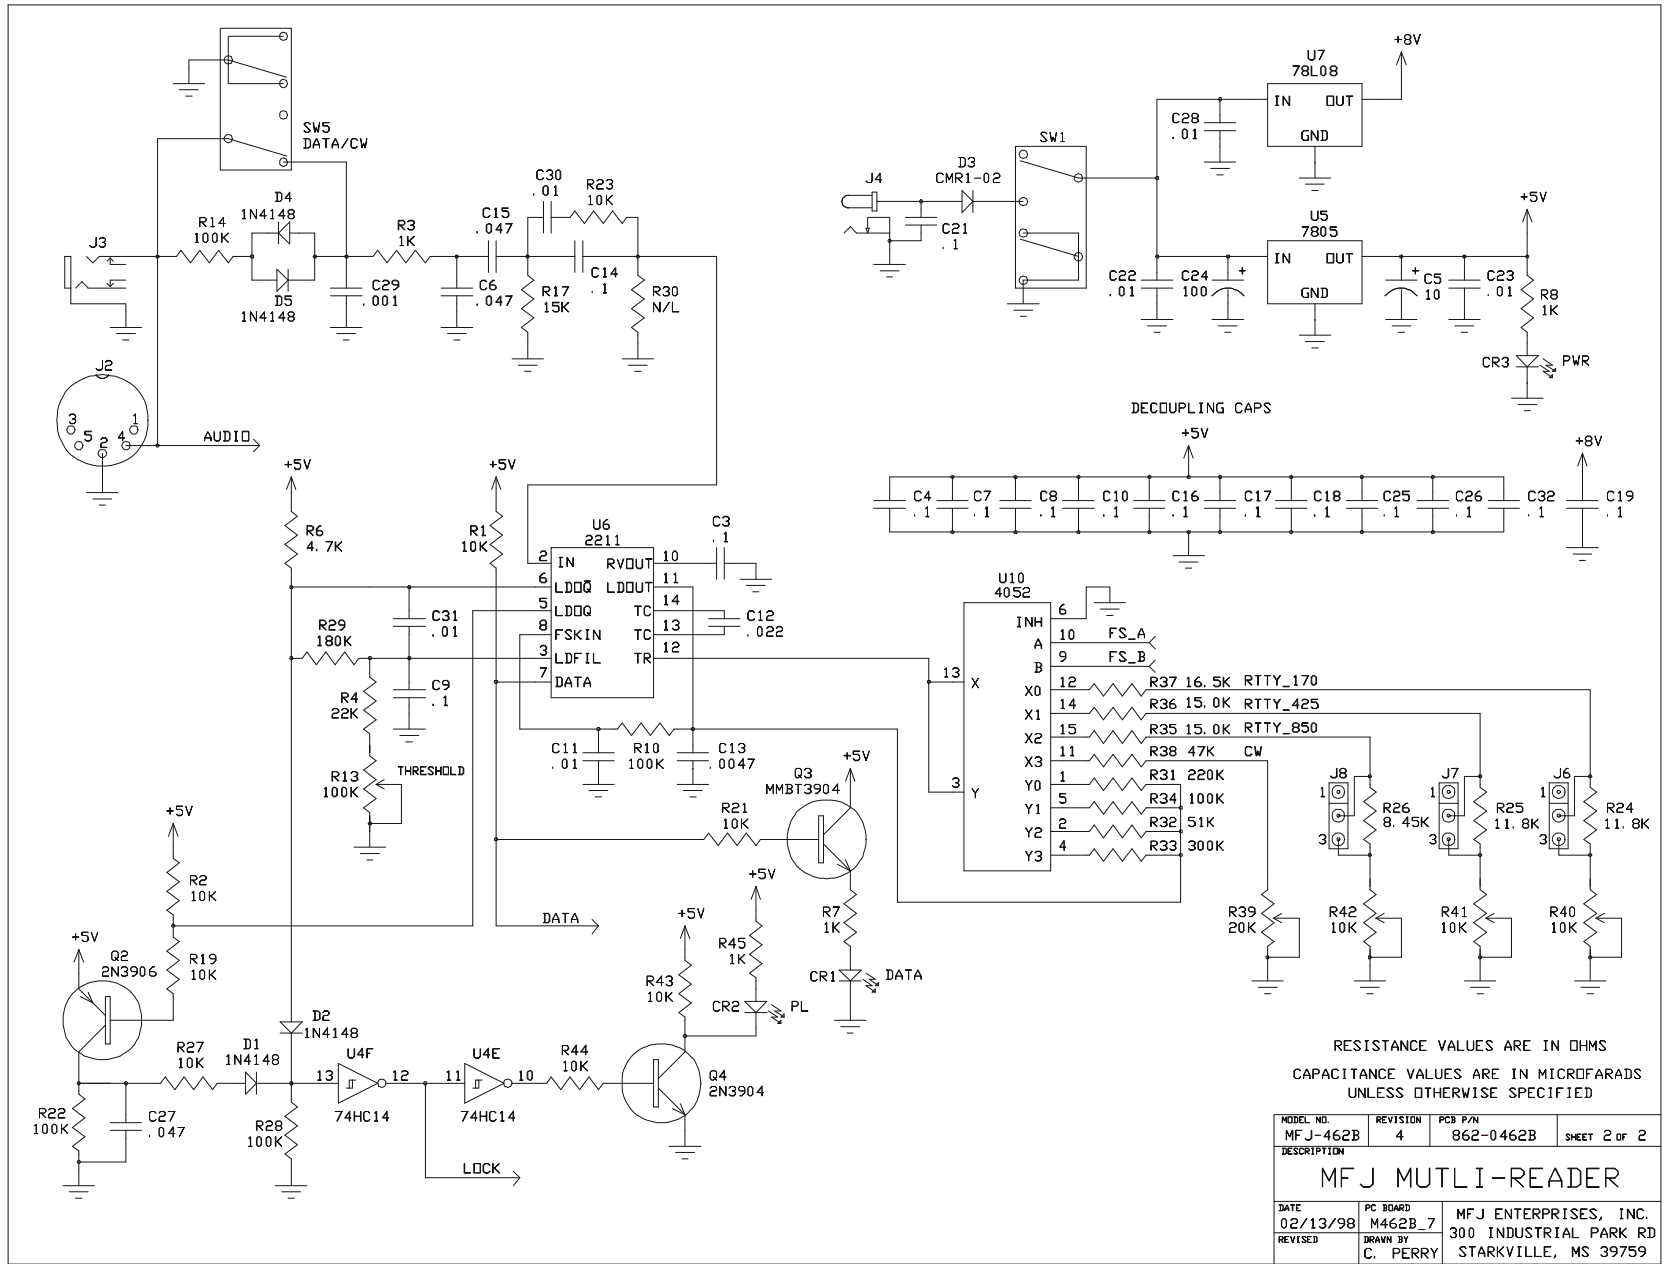 SW5
DATA/CW
J3
R14
100K
D4
1N4148
D5
1N4148
C29
.001
R3
1K
C6
.047
C15
.047
C30
.01
R23
10K
C14
.1
R17
15K
R30
N/L
J2
3
5
2
4
1
AUDIO
J4
C21
.1
D3
CMR1-02
SW1
C28
.01
U7
78L08
IN OUT
GND
+8V
C22
.01
C24
100
+
U5
7805
IN OUT
GND
+
C5
10
C23
.01
+5V
R8
1K
CR3
PWR
DECOUPLING CAPS
+5V
+8V
C4
.1
C7
.1
C8
.1
C10
.1
C16
.1
C17
.1
C18
.1
C25
.1
C26
.1
C32
.1
C19
.1
+5V
R6
4.7K
+5V
R1
10K
U6
2211
2 IN RVOUT 10
6 LDOQ̅ LDOUT 11
5 LDOQ TC 14
8 FSKIN TC 13
3 LDFIL TR 12
7 DATA
C3
.1
C12
.022
C31
.01
R29
180K
C9
.1
R4
22K
R13
100K
THRESHOLD
C11
.01
R10
100K
C13
.0047
U10
4052
INH 6
A 10 FS_A
B 9 FS_B
13 X
3 Y
X0 12 R37 16.5K RTTY_170
X1 14 R36 15.0K RTTY_425
X2 15 R35 15.0K RTTY_850
X3 11 R38 47K CW
Y0 1 R31 220K
Y1 5 R34 100K
Y2 2 R32 51K
Y3 4 R33 300K
J8
1
3
R26
8.45K
J7
1
3
R25
11.8K
J6
1
3
R24
11.8K
R39
20K
R42
10K
R41
10K
R40
10K
+5V
R2
10K
R19
10K
+5V
Q2
2N3906
R21
10K
Q3
MMBT3904
+5V
R7
1K
CR1
DATA
DATA
+5V
R45
1K
CR2
PL
+5V
R43
10K
D2
1N4148
R27
10K
D1
1N4148
R22
100K
C27
.047
R28
100K
U4F
13 12
74HC14
U4E
11 10
74HC14
R44
10K
Q4
2N3904
LOCK
RESISTANCE VALUES ARE IN OHMS
CAPACITANCE VALUES ARE IN MICROFARADS
UNLESS OTHERWISE SPECIFIED
MODEL NO.
MFJ-462B
REVISION
4
PCB P/N
862-0462B
SHEET 2 OF 2
DESCRIPTION
MFJ MUTLI-READER
DATE
02/13/98
PC BOARD
M462B_7
REVISED
DRAWN BY
C. PERRY
MFJ ENTERPRISES, INC.
300 INDUSTRIAL PARK RD
STARKVILLE, MS 39759